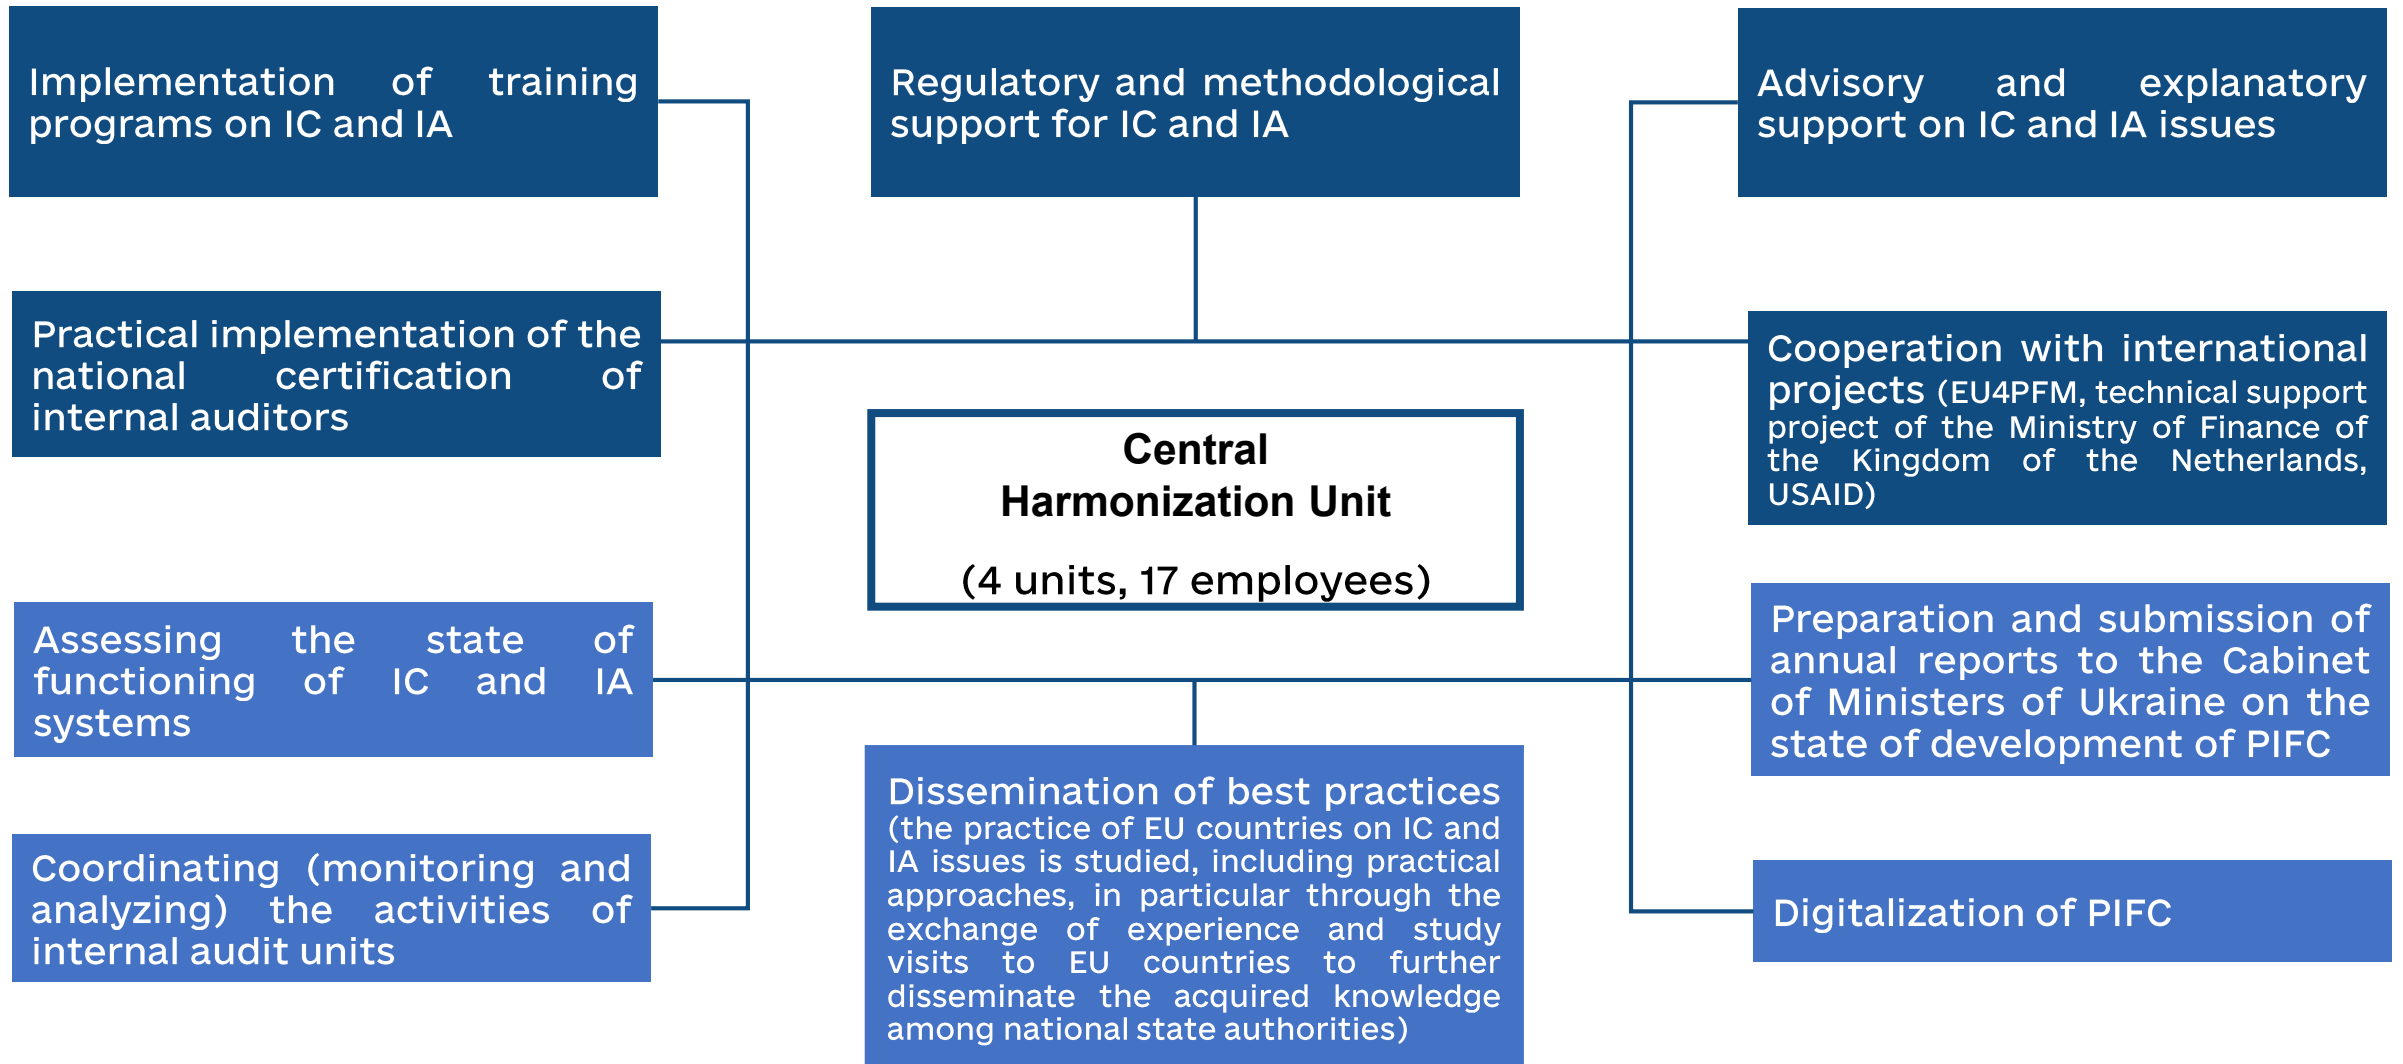 Implementation of training
programs on IC and IA
Regulatory and methodological
support for IC and IA
Advisory and explanatory
support on IC and IA issues
Practical implementation of the
national certification of
internal auditors
Cooperation with international
projects (EU4PFM, technical support
project of the Ministry of Finance of
the Kingdom of the Netherlands,
USAID)
Central
Harmonization Unit
(4 units, 17 employees)
Assessing the state of
functioning of IC and IA
systems
Preparation and submission of
annual reports to the Cabinet
of Ministers of Ukraine on the
state of development of PIFC
Coordinating (monitoring and
analyzing) the activities of
internal audit units
Dissemination of best practices
(the practice of EU countries on IC and
IA issues is studied, including practical
approaches, in particular through the
exchange of experience and study
visits to EU countries to further
disseminate the acquired knowledge
among national state authorities)
Digitalization of PIFC